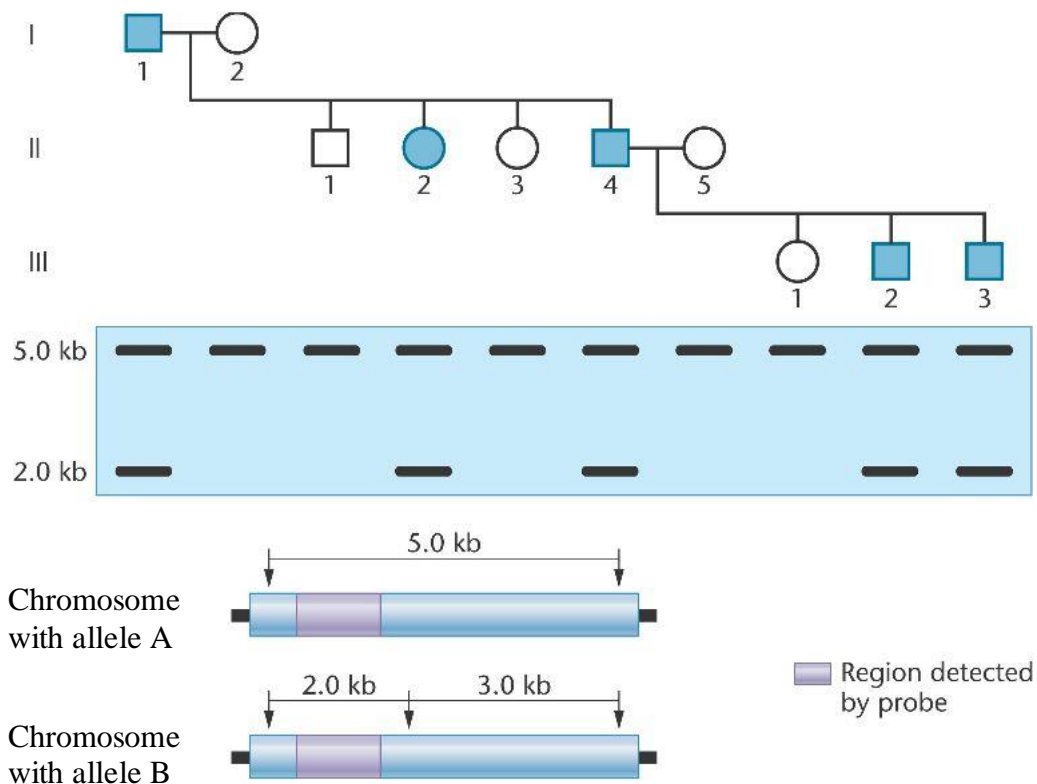 I
1 2
II
1 2 3 4 5
III
1 2 3
5.0 kb
2.0 kb
5.0 kb
Chromosome
with allele A
2.0 kb 3.0 kb
Region detected
by probe
Chromosome
with allele B